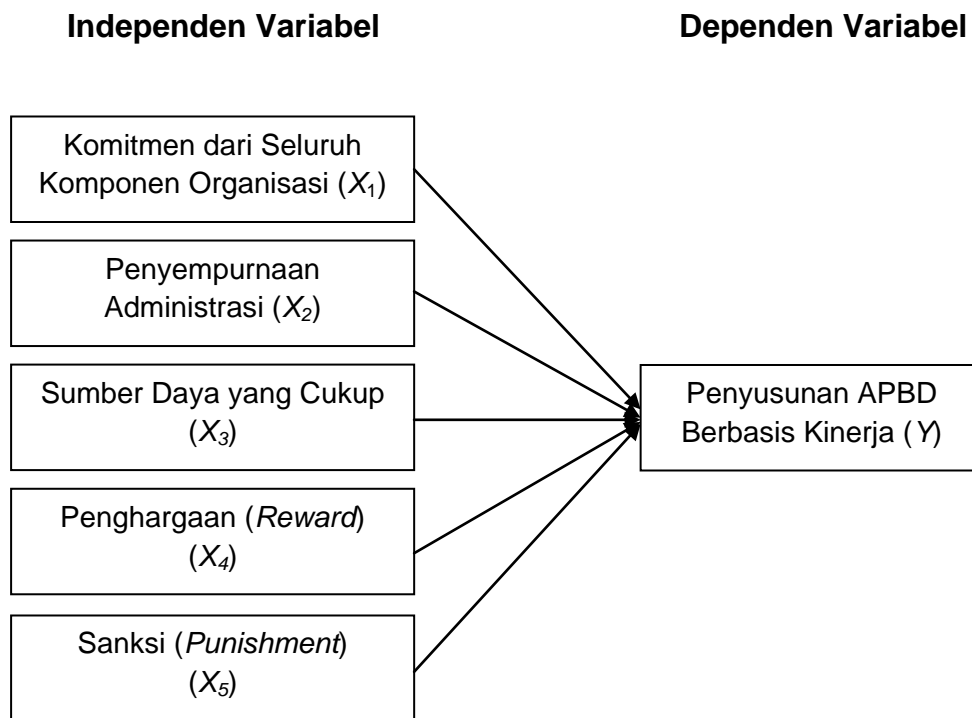 Independen Variabel
Dependen Variabel
Komitmen dari Seluruh
Komponen Organisasi (X1)
Penyempurnaan
Administrasi (X2)
Sumber Daya yang Cukup
(X3)
Penghargaan (Reward)
(X4)
Sanksi (Punishment)
(X5)
Penyusunan APBD
Berbasis Kinerja (Y)